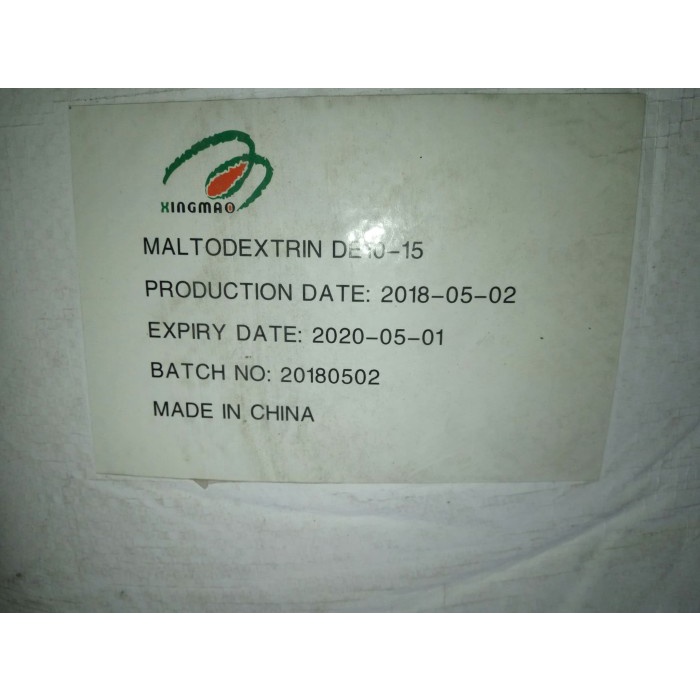 XINGMAO
MALTODEXTRIN DE10-15
PRODUCTION DATE: 2018-05-02
EXPIRY DATE: 2020-05-01
BATCH NO: 20180502
MADE IN CHINA